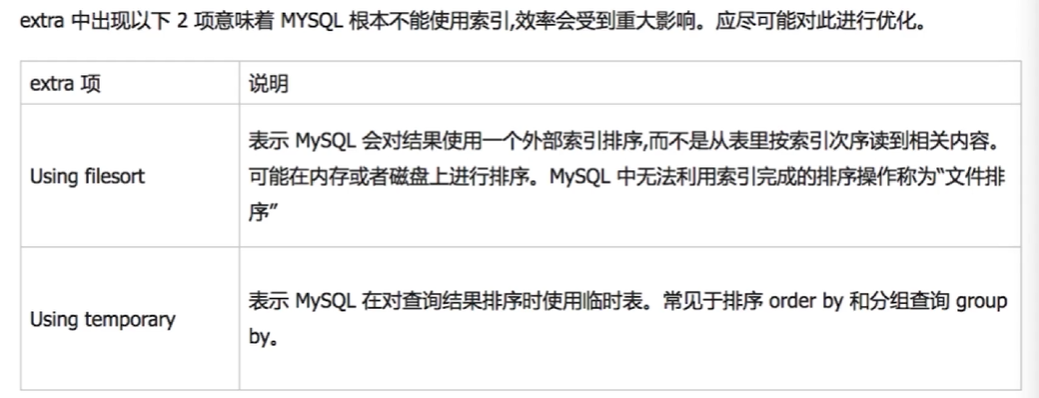 extra 中出现以下 2 项意味着 MYSQL 根本不能使用索引,效率会受到重大影响。应尽可能对此进行优化。
extra 项
说明
Using filesort
表示 MySQL 会对结果使用一个外部索引排序,而不是从表里按索引次序读到相关内容。
可能在内存或者磁盘上进行排序。MySQL 中无法利用索引完成的排序操作称为“文件排
序”
Using temporary
表示 MySQL 在对查询结果排序时使用临时表。常见于排序 order by 和分组查询 group
by。